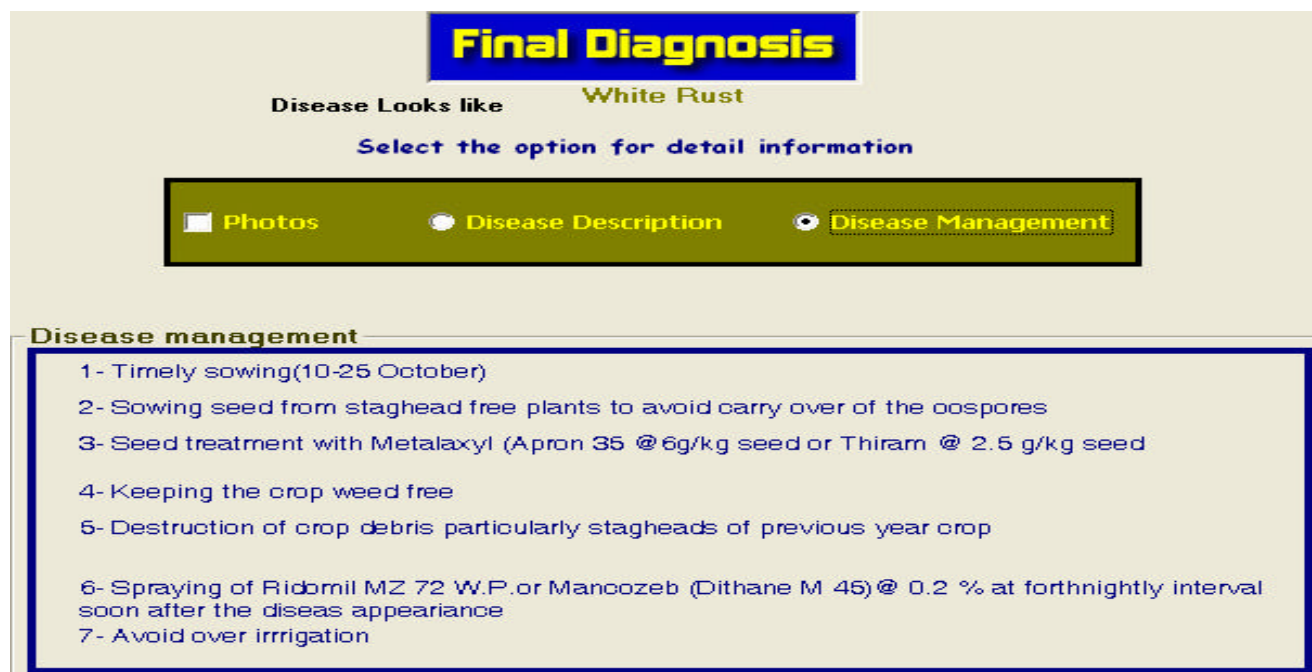 Final Diagnosis
Disease Looks like White Rust
Select the option for detail information
Photos Disease Description Disease Management
Disease management
1- Timely sowing(10-25 October)
2- Sowing seed from staghead free plants to avoid carry over of the oospores
3- Seed treatment with Metalaxyl (Apron 35 @6g/kg seed or Thiram @ 2.5 g/kg seed
4- Keeping the crop weed free
5- Destruction of crop debris particularly stagheads of previous year crop
6- Spraying of Ridomil MZ 72 W.P.or Mancozeb (Dithane M 45)@ 0.2 % at forthnightly interval
soon after the diseas appeariance
7- Avoid over irrrigation